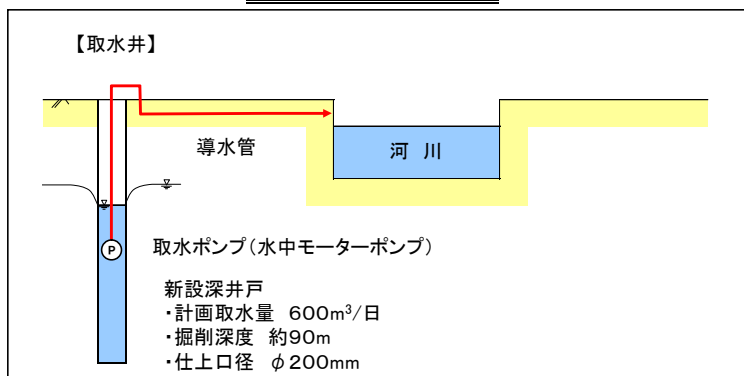 【取水井】
導水管
河 川
P
取水ポンプ(水中モーターポンプ)
新設深井戸
・計画取水量 600m³/日
・掘削深度 約90m
・仕上口径 φ200mm